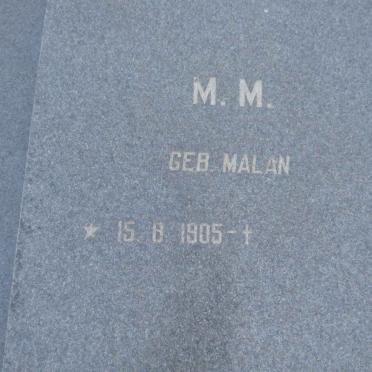 M. M.
GEB. MALAN
* 15. 8 1905 - †